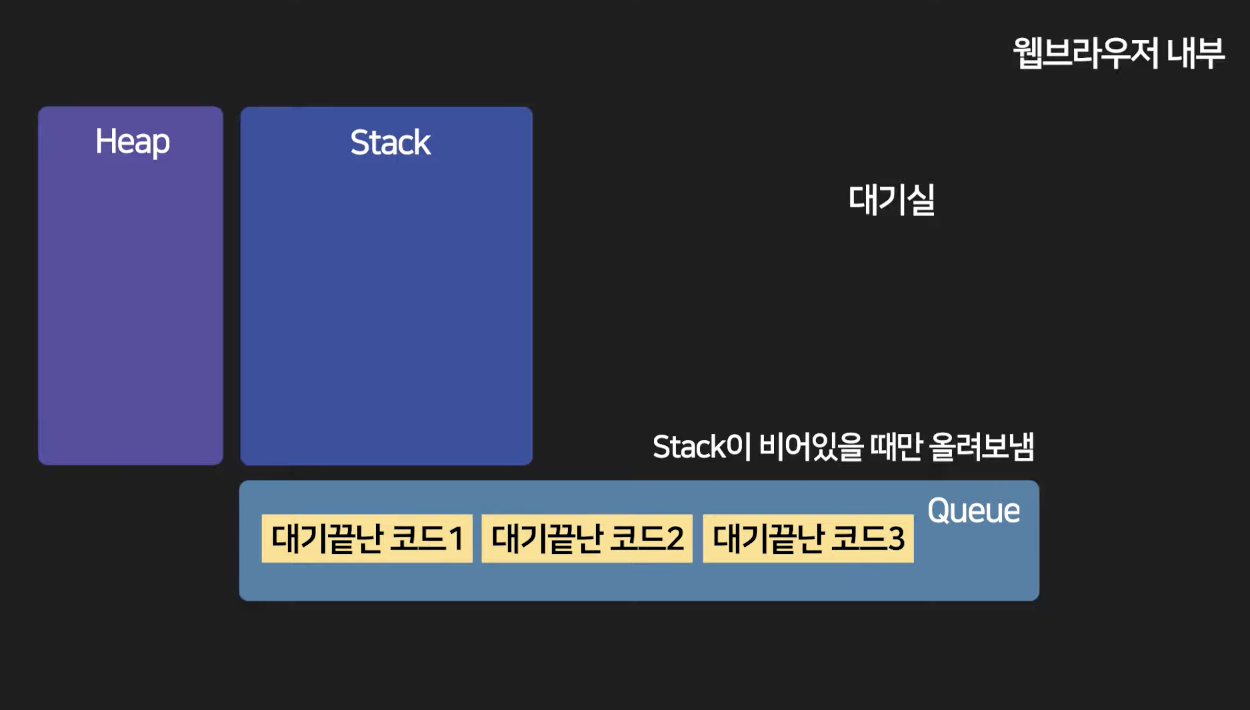 웹브라우저 내부
Heap
Stack
대기실
Stack이 비어있을 때만 올려보냄
Queue
대기끝난 코드1
대기끝난 코드2
대기끝난 코드3